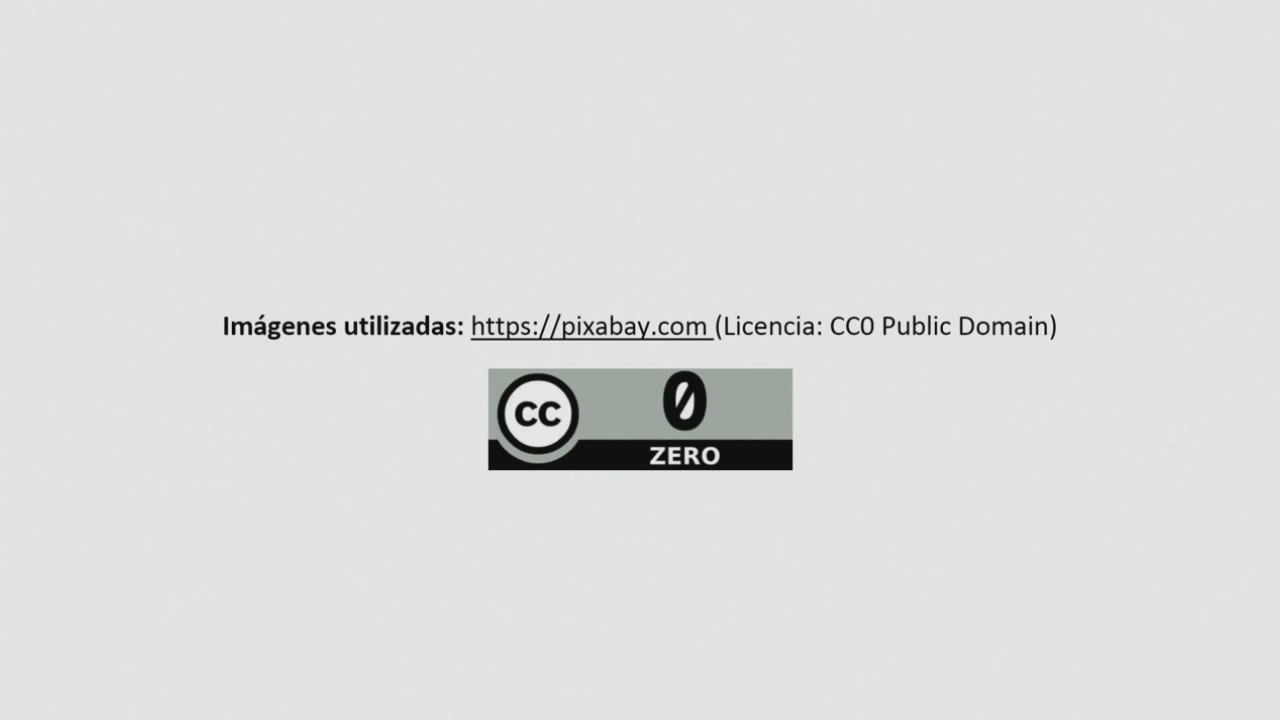 Imágenes utilizadas: https://pixabay.com (Licencia: CC0 Public Domain)
CC 0
ZERO